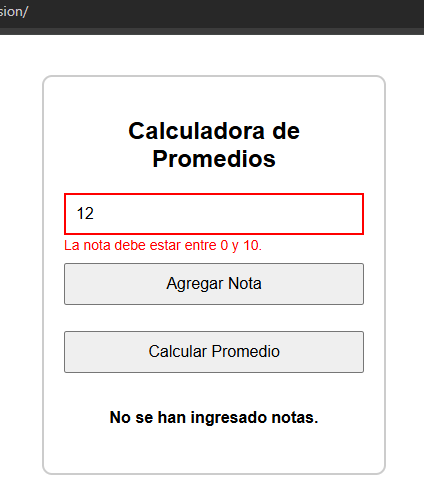 sion/
Calculadora de
Promedios
12
La nota debe estar entre 0 y 10.
Agregar Nota
Calcular Promedio
No se han ingresado notas.